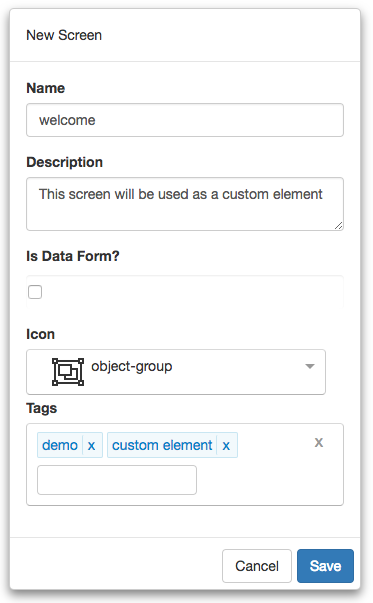 New Screen
Name
welcome
Description
This screen will be used as a custom element
Is Data Form?
Icon
object-group
Tags
demo x custom element x x
Cancel Save